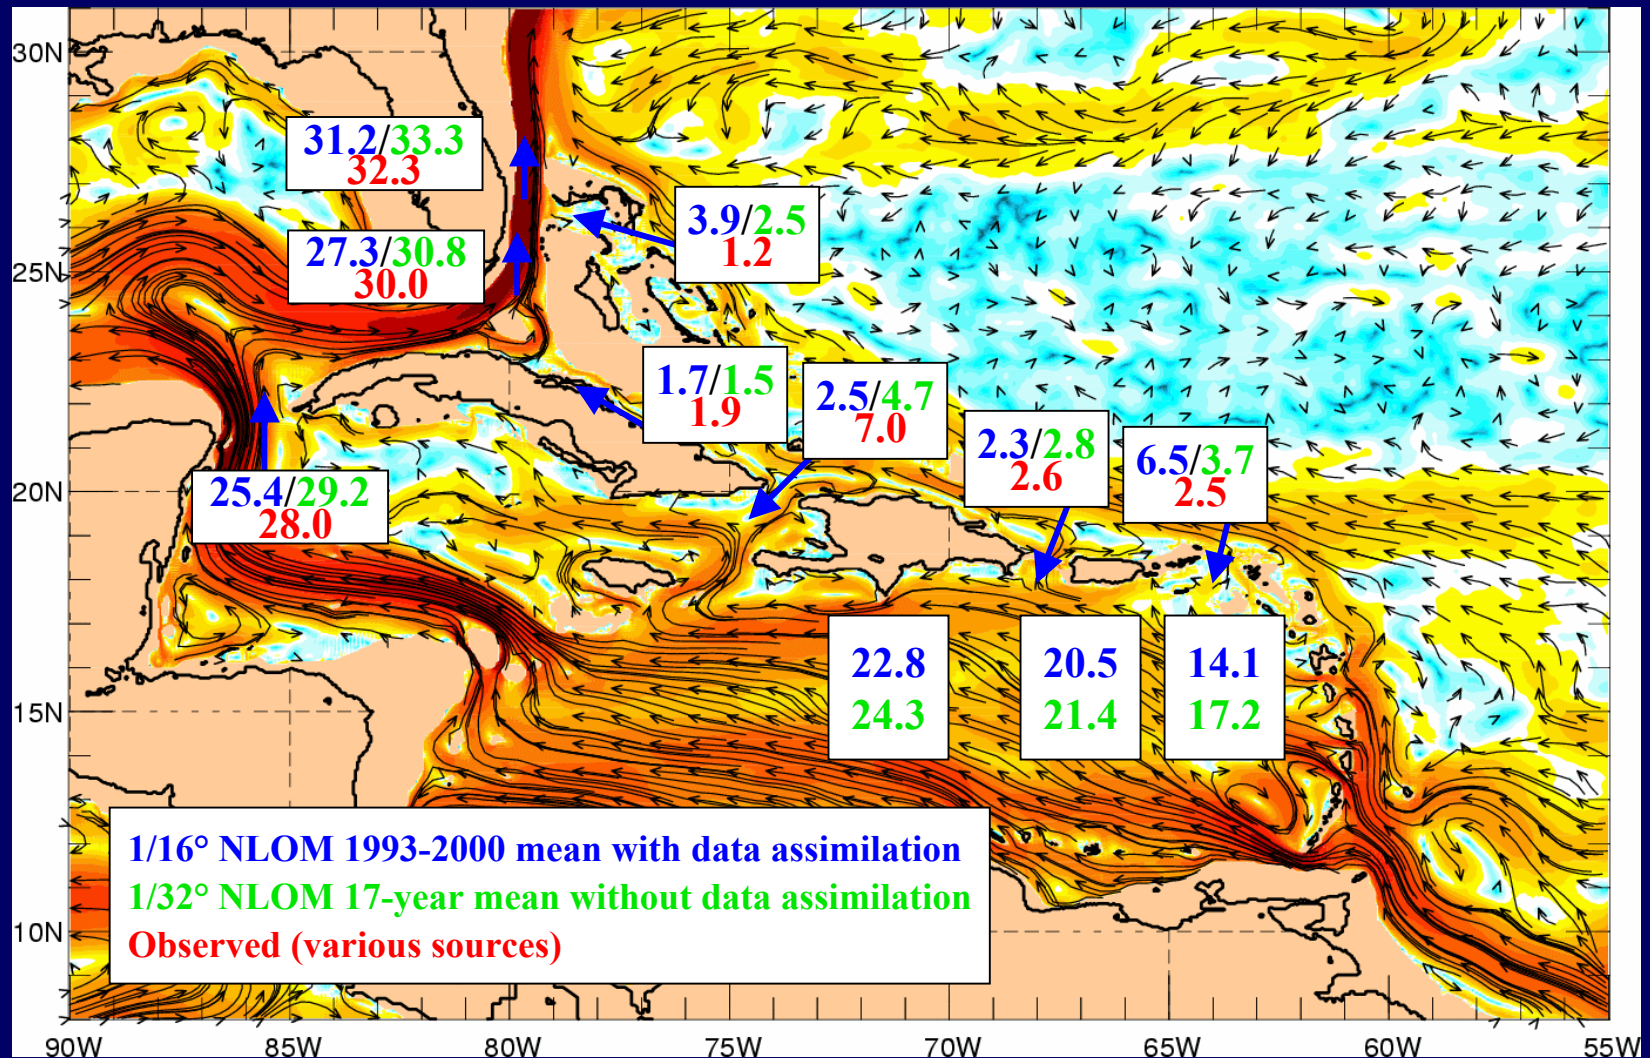 30N
31.2/33.3
32.3
3.9/2.5
1.2
27.3/30.8
30.0
25N
1.7/1.5
1.9
2.5/4.7
7.0
2.3/2.8
2.6
6.5/3.7
2.5
20N
25.4/29.2
28.0
22.8
24.3
20.5
21.4
14.1
17.2
15N
1/16° NLOM 1993-2000 mean with data assimilation
1/32° NLOM 17-year mean without data assimilation
Observed (various sources)
10N
90W 85W 80W 75W 70W 65W 60W 55W